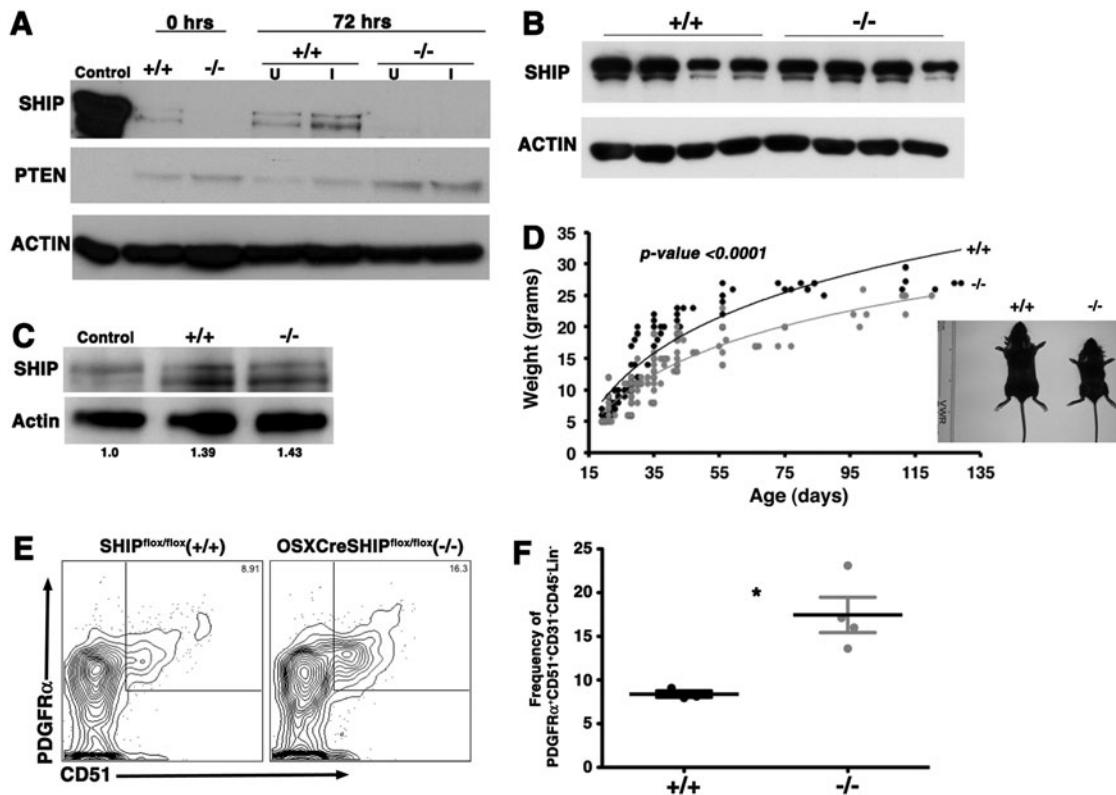 A
0 hrs
72 hrs
+/+
-/-
+/+
-/-
Control
U
I
U
I
SHIP
PTEN
ACTIN
B
+/+
-/-
SHIP
ACTIN
C
Control
+/+
-/-
SHIP
Actin
1.0
1.39
1.43
D
p-value <0.0001
+/+
-/-
Weight (grams)
35
30
25
20
15
10
5
0
15
35
55
75
95
115
135
Age (days)
+/+
-/-
VWR
E
SHIPflox/flox(+/+)
OSXCreSHIPflox/flox(-/-)
8.91
16.3
PDGFRα
CD51
F
Frequency of
PDGFRα+CD51+CD31-CD45-Lin-
25
20
15
10
5
0
*
+/+
-/-